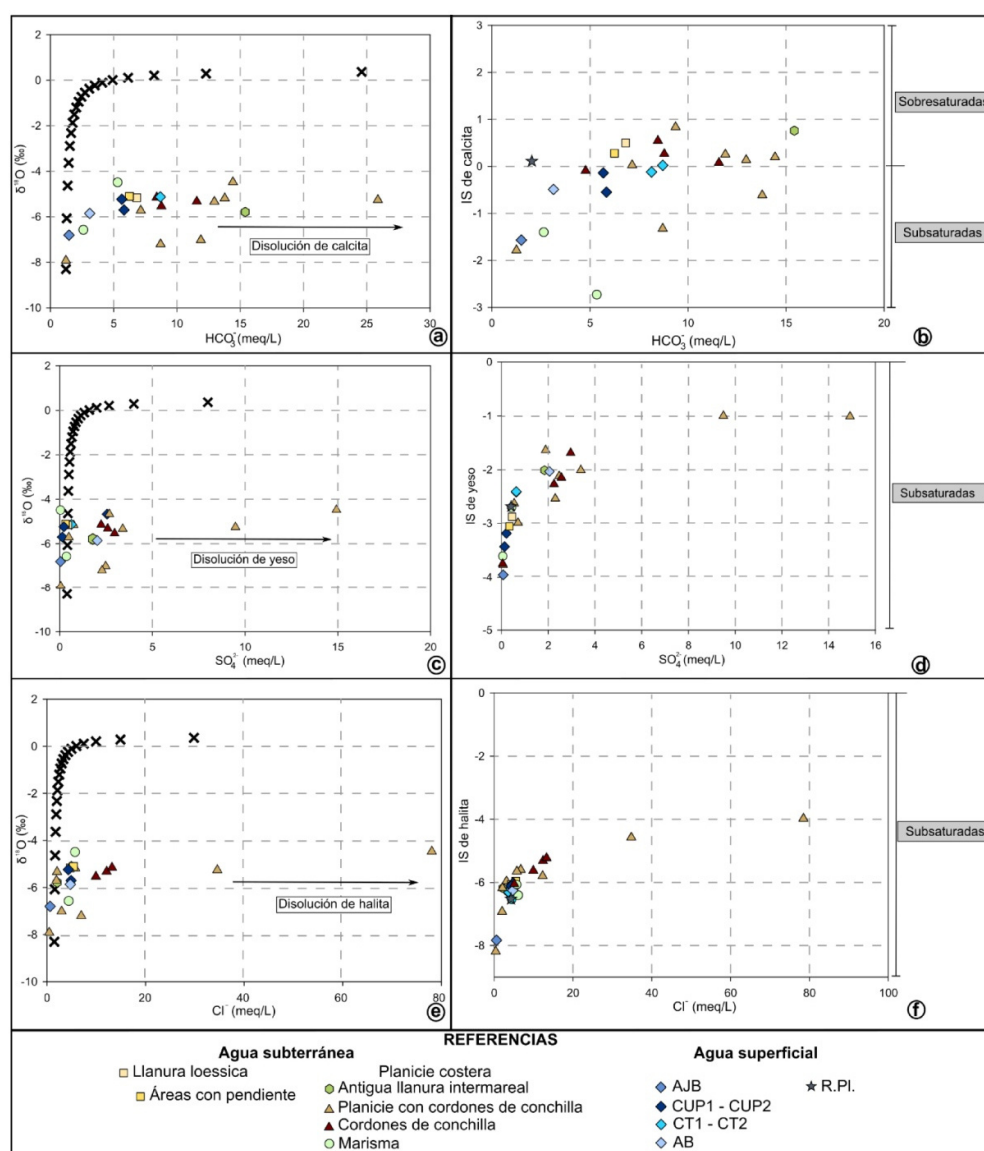 2
0
-2
-4
-6
-8
-10
δ¹⁸O (‰)
0 5 10 15 20 25 30
HCO₃⁻ (meq/L)
Disolución de calcita
a
3
2
1
0
-1
-2
-3
IS de calcita
0 5 10 15 20
HCO₃⁻ (meq/L)
Sobresaturadas
Subsaturadas
b
2
0
-2
-4
-6
-8
-10
δ¹⁸O (‰)
0 5 10 15 20
SO₄²⁻ (meq/L)
Disolución de yeso
c
0
-1
-2
-3
-4
-5
IS de yeso
0 2 4 6 8 10 12 14 16
SO₄²⁻ (meq/L)
Subsaturadas
d
2
0
-2
-4
-6
-8
-10
δ¹⁸O (‰)
0 20 40 60 80
Cl⁻ (meq/L)
Disolución de halita
e
0
-2
-4
-6
-8
IS de halita
0 20 40 60 80 100
Cl⁻ (meq/L)
Subsaturadas
f
REFERENCIAS
Agua subterránea
Llanura loessica
Áreas con pendiente
Planicie costera
Antigua llanura intermareal
Planicie con cordones de conchilla
Cordones de conchilla
Marisma
Agua superficial
AJB
CUP1 - CUP2
CT1 - CT2
AB
R.Pl.